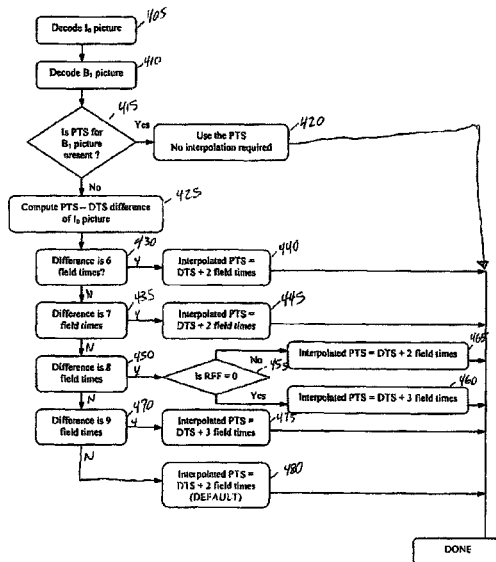 Decode I₀ picture
405
Decode B₁ picture
410
415
Is PTS for
B₁ picture
present ?
Yes
Use the PTS
No interpolation required
420
No
425
Compute PTS – DTS difference
of I₀ picture
430
Difference is 6
field times?
Y
Interpolated PTS =
DTS + 2 field times
440
N
435
Difference is 7
field times
Y
Interpolated PTS =
DTS + 2 field times
445
N
450
Difference is 8
field times
Y
Is RFF = 0
455
No
Interpolated PTS = DTS + 2 field times
465
Yes
Interpolated PTS = DTS + 3 field times
460
N
470
Difference is 9
field times
Y
Interpolated PTS =
DTS + 3 field times
475
N
Interpolated PTS =
DTS + 2 field times
(DEFAULT)
480
DONE